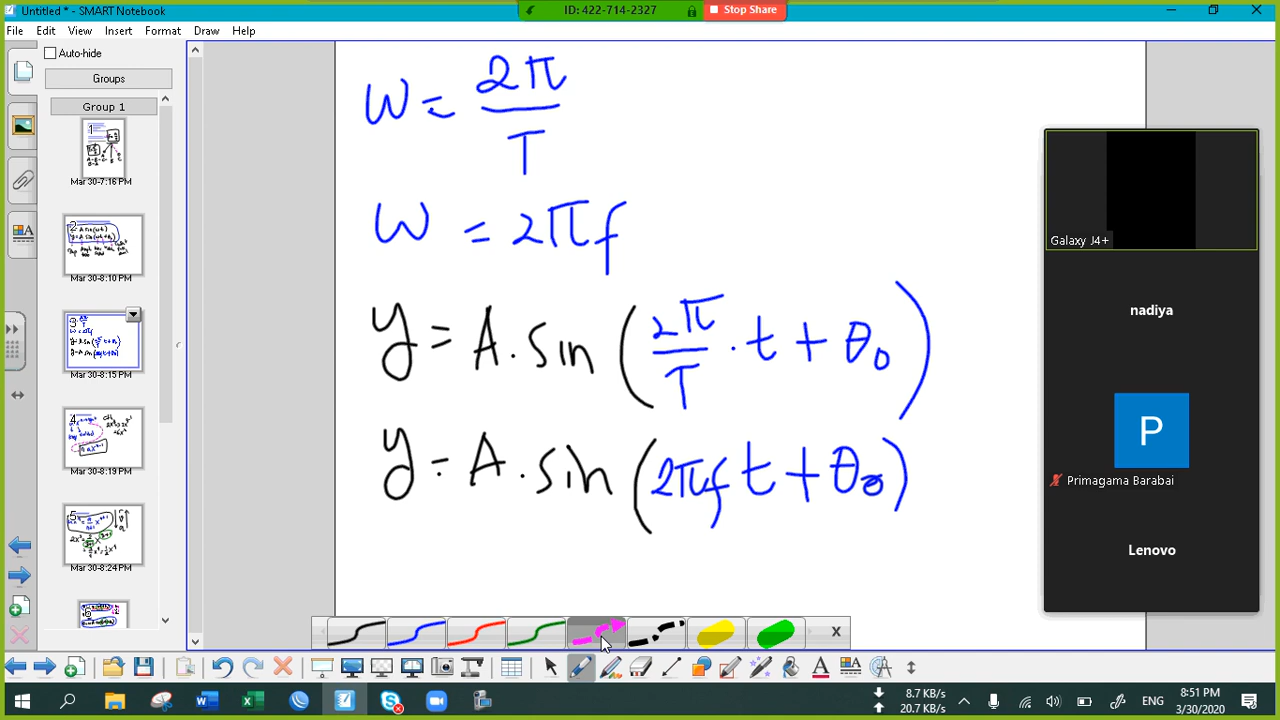 Untitled * - SMART Notebook
ID: 422-714-2327
Stop Share
File Edit View Insert Format Draw Help
Auto-hide
Groups
Group 1
Mar 30-7:16 PM
Mar 30-8:10 PM
Mar 30-8:15 PM
Mar 30-8:19 PM
Mar 30-8:24 PM
W = 2π/T
W = 2πf
y = A. sin (2π/T . t + θ0)
y = A. sin (2πf t + θ0)
Galaxy J4+
nadiya
P
Primagama Barabai
Lenovo
x
8.7 KB/s
20.7 KB/s
ENG
8:51 PM
3/30/2020